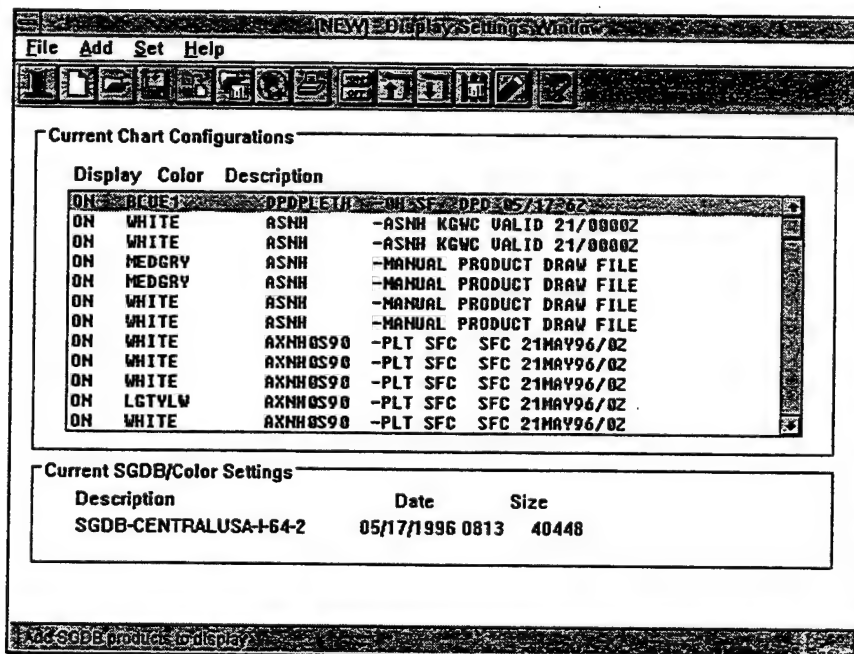 [NEW] - Display Settings Window
File Add Set Help
Current Chart Configurations
Display Color Description
ON BLUE1 DPDPLETH -OH SF DPD 05/17 6Z
ON WHITE ASNH -ASNH KGWC VALID 21/0000Z
ON WHITE ASNH -ASNH KGWC VALID 21/0000Z
ON MEDGRY ASNH -MANUAL PRODUCT DRAW FILE
ON MEDGRY ASNH -MANUAL PRODUCT DRAW FILE
ON WHITE ASNH -MANUAL PRODUCT DRAW FILE
ON WHITE ASNH -MANUAL PRODUCT DRAW FILE
ON WHITE AXNH0S90 -PLT SFC SFC 21MAY96/0Z
ON WHITE AXNH0S90 -PLT SFC SFC 21MAY96/0Z
ON WHITE AXNH0S90 -PLT SFC SFC 21MAY96/0Z
ON LGTYLW AXNH0S90 -PLT SFC SFC 21MAY96/0Z
ON WHITE AXNH0S90 -PLT SFC SFC 21MAY96/0Z
Current SGDB/Color Settings
Description Date Size
SGDB-CENTRALUSA-I-64-2 05/17/1996 0813 40448
Add SGDB products to display